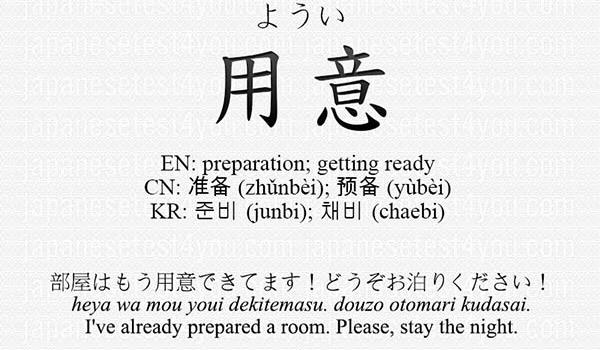 ようい
用意
EN: preparation; getting ready
CN: 准备 (zhǔnbèi); 预备 (yùbèi)
KR: 준비 (junbi); 채비 (chaebi)
部屋はもう用意できてます！どうぞお泊りください！
heya wa mou youi dekitemasu. douzo otomari kudasai.
I've already prepared a room. Please, stay the night.